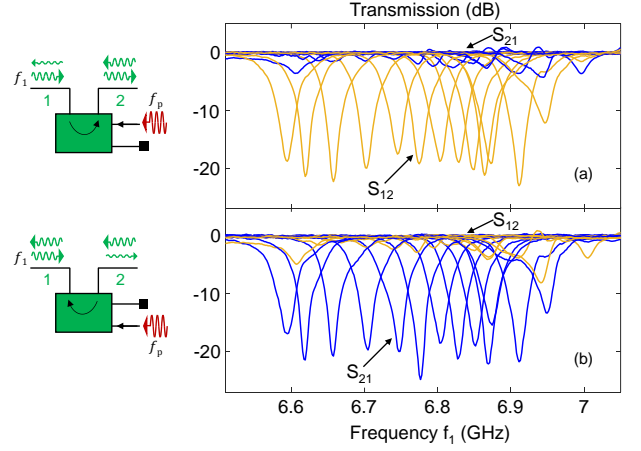 Transmission (dB)
f₁
1
2
fₚ
0
-10
-20
S₂₁
S₁₂
(a)
f₁
1
2
fₚ
0
-10
-20
S₁₂
S₂₁
(b)
6.6
6.7
6.8
6.9
7
Frequency f₁ (GHz)